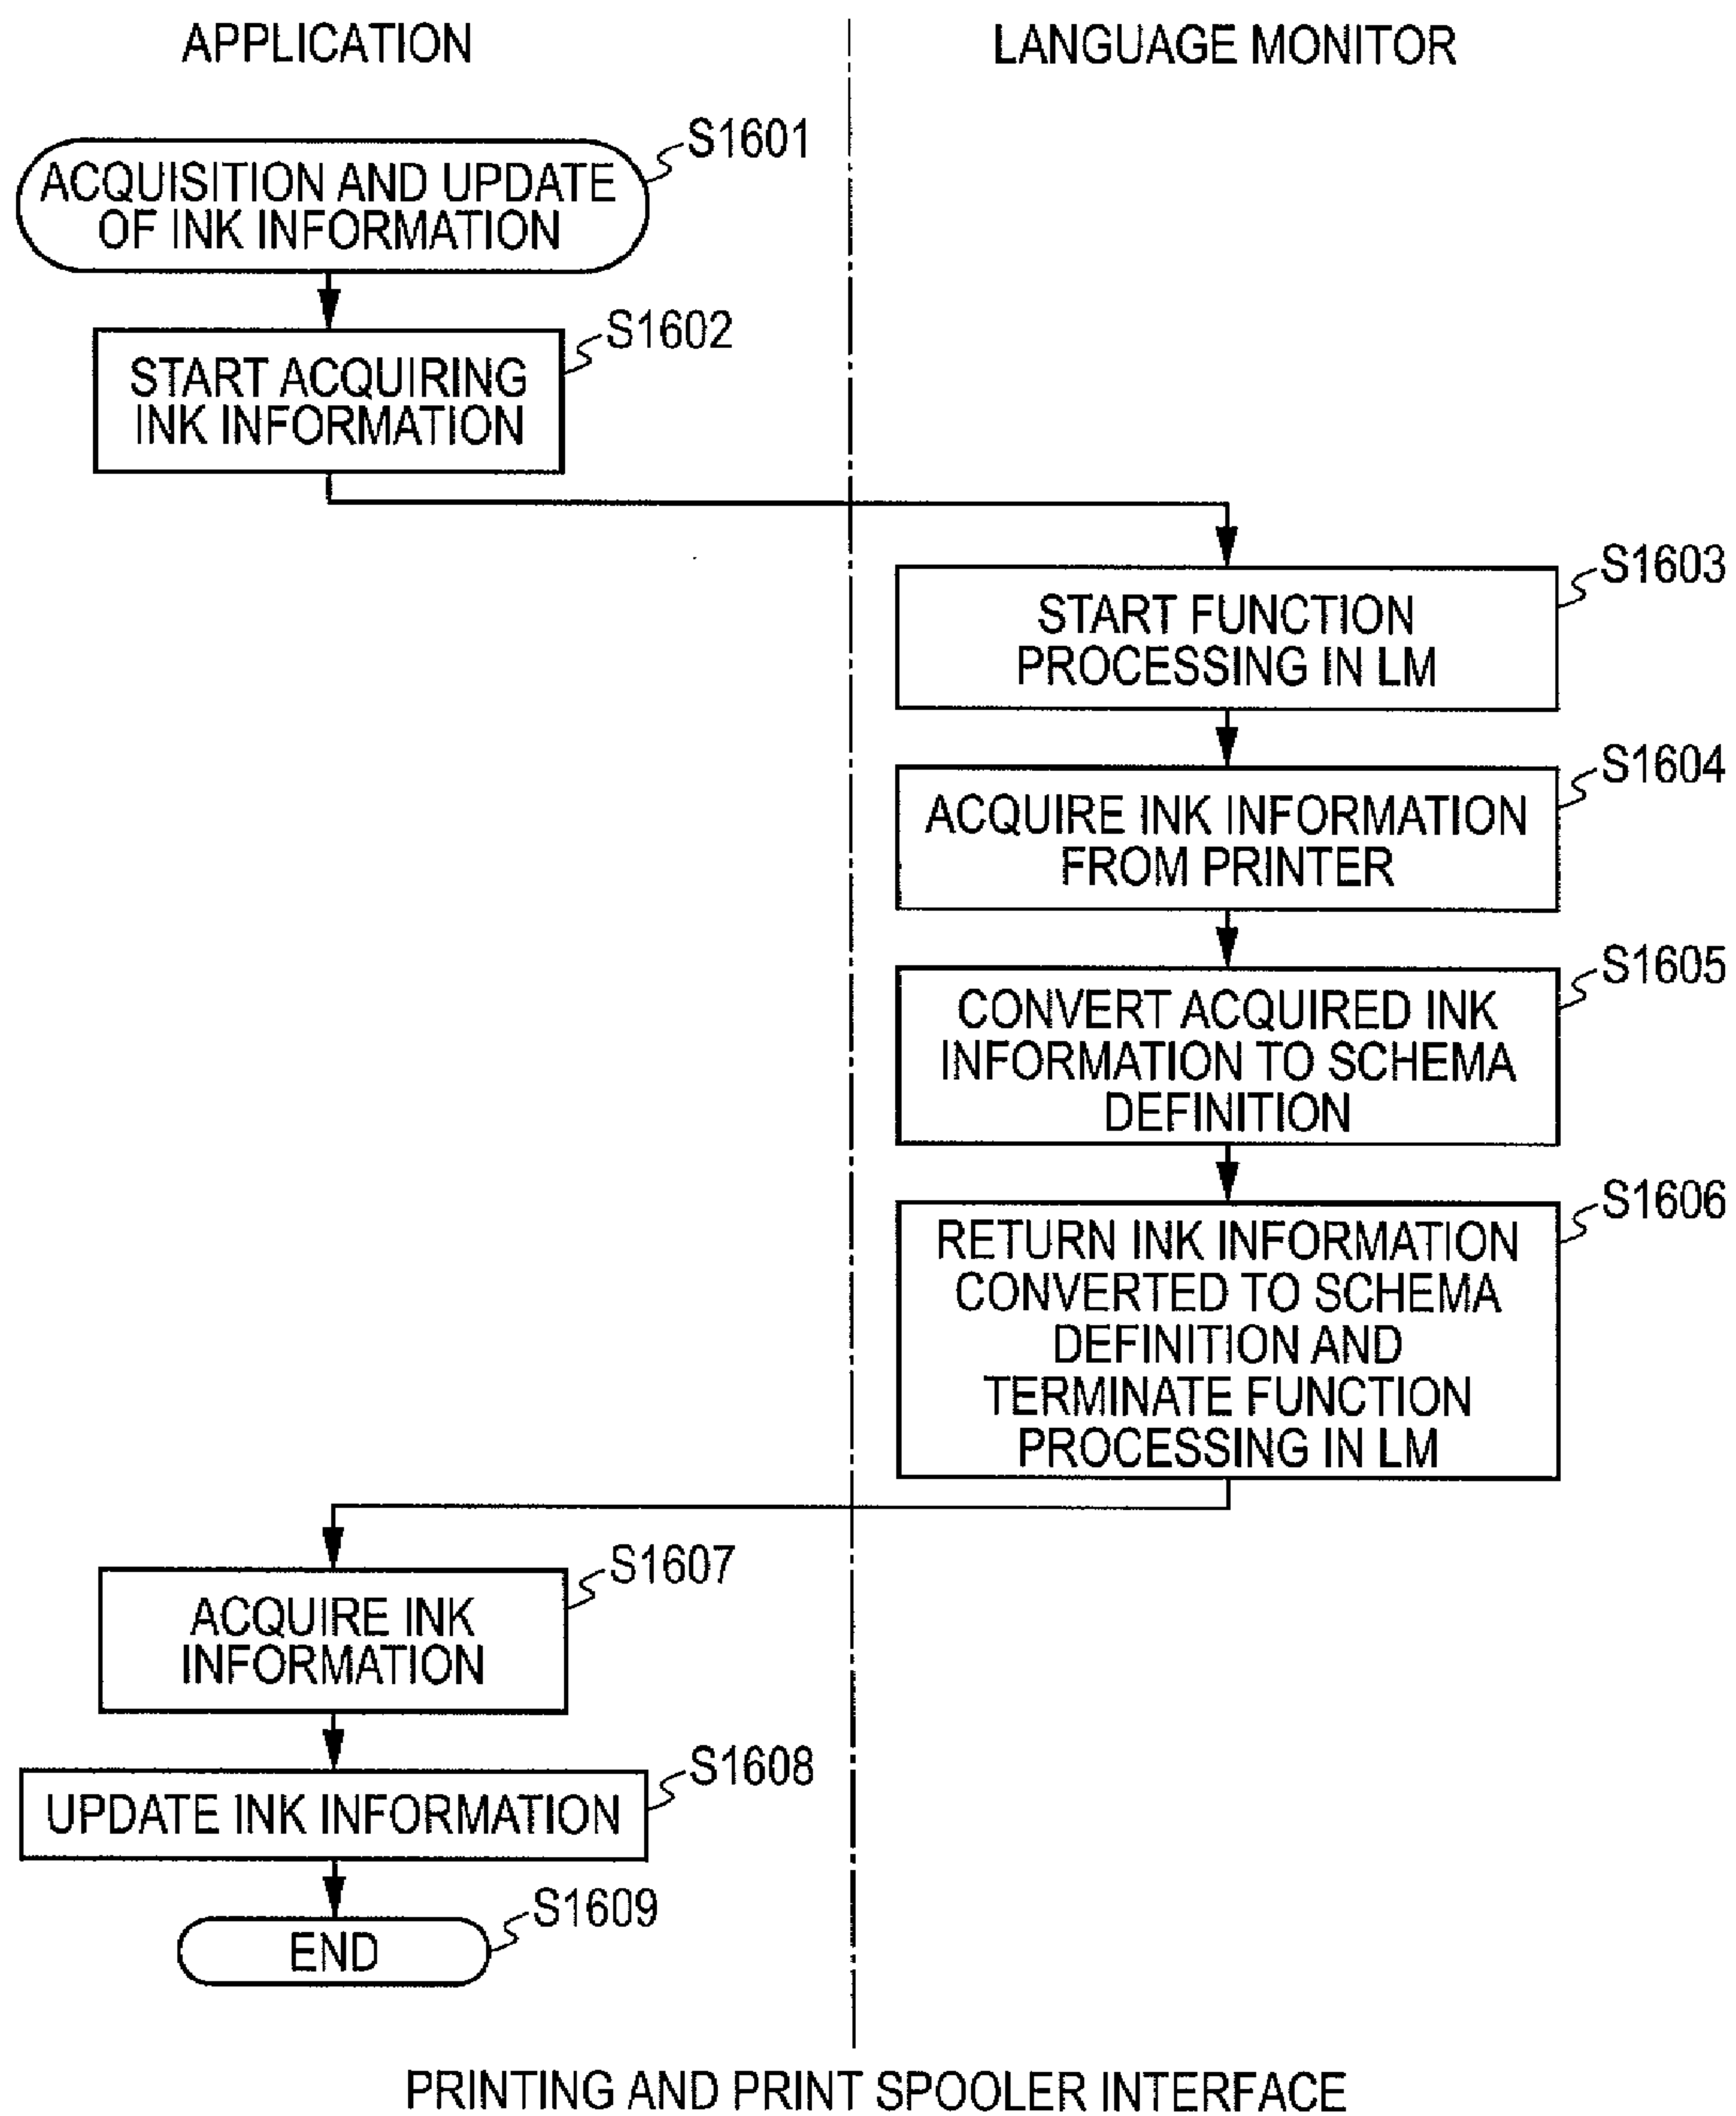 APPLICATION
LANGUAGE MONITOR
S1601
ACQUISITION AND UPDATE
OF INK INFORMATION
S1602
START ACQUIRING
INK INFORMATION
S1603
START FUNCTION
PROCESSING IN LM
S1604
ACQUIRE INK INFORMATION
FROM PRINTER
S1605
CONVERT ACQUIRED INK
INFORMATION TO SCHEMA
DEFINITION
S1606
RETURN INK INFORMATION
CONVERTED TO SCHEMA
DEFINITION AND
TERMINATE FUNCTION
PROCESSING IN LM
S1607
ACQUIRE INK
INFORMATION
S1608
UPDATE INK INFORMATION
S1609
END
PRINTING AND PRINT SPOOLER INTERFACE